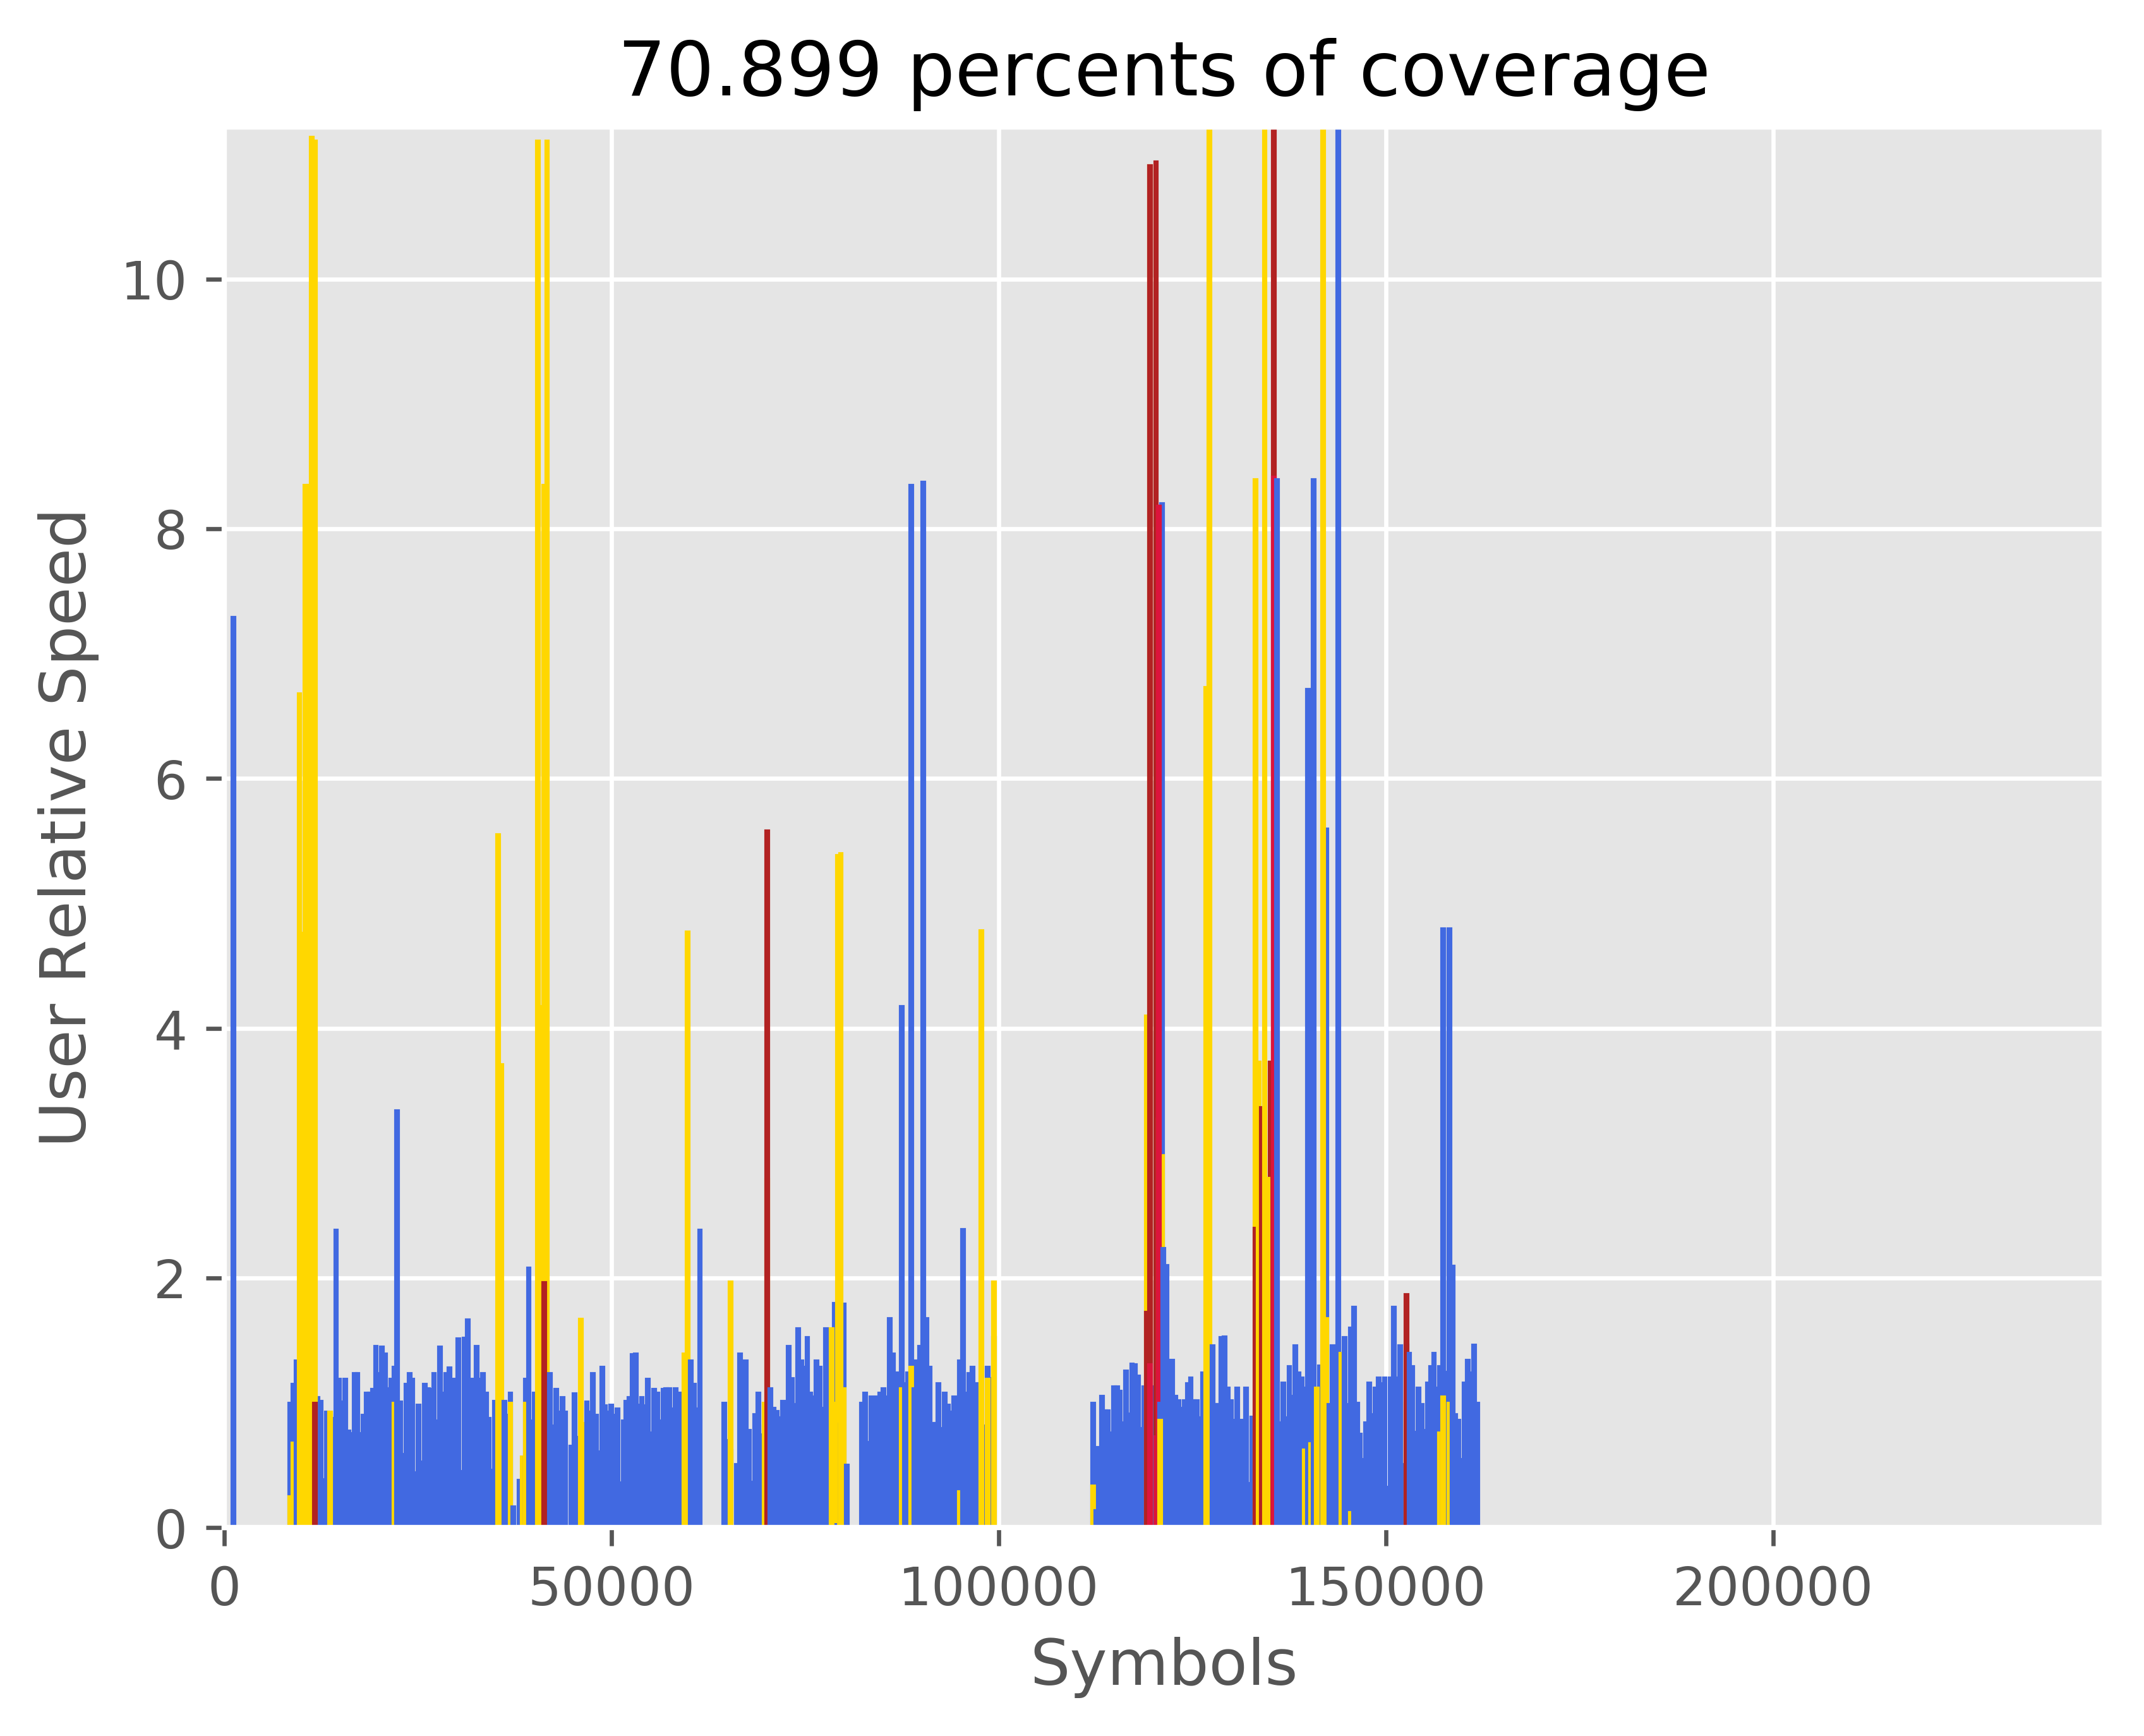 70.899 percents of coverage
10
8
6
4
2
0
User Relative Speed
0 50000 100000 150000 200000
Symbols